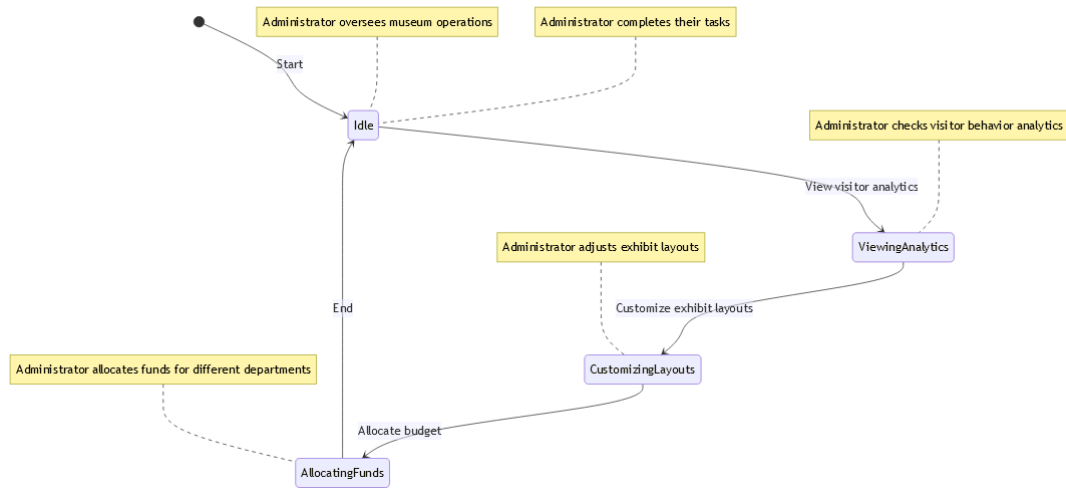 Administrator oversees museum operations
Administrator completes their tasks
Start
Idle
Administrator checks visitor behavior analytics
View visitor analytics
Administrator adjusts exhibit layouts
ViewingAnalytics
End
Customize exhibit layouts
Administrator allocates funds for different departments
CustomizingLayouts
Allocate budget
AllocatingFunds